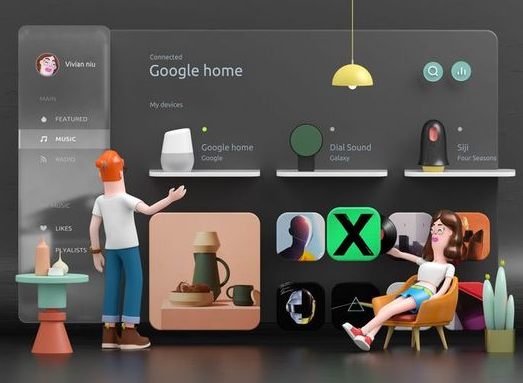 Vivian niu
MAIN
FEATURED
MUSIC
RADIO
MUSIC
LIKES
PLYALISTS
Connected
Google home
My devices
Google home
Google
Dial Sound
Galaxy
Siji
Four Seasons
X